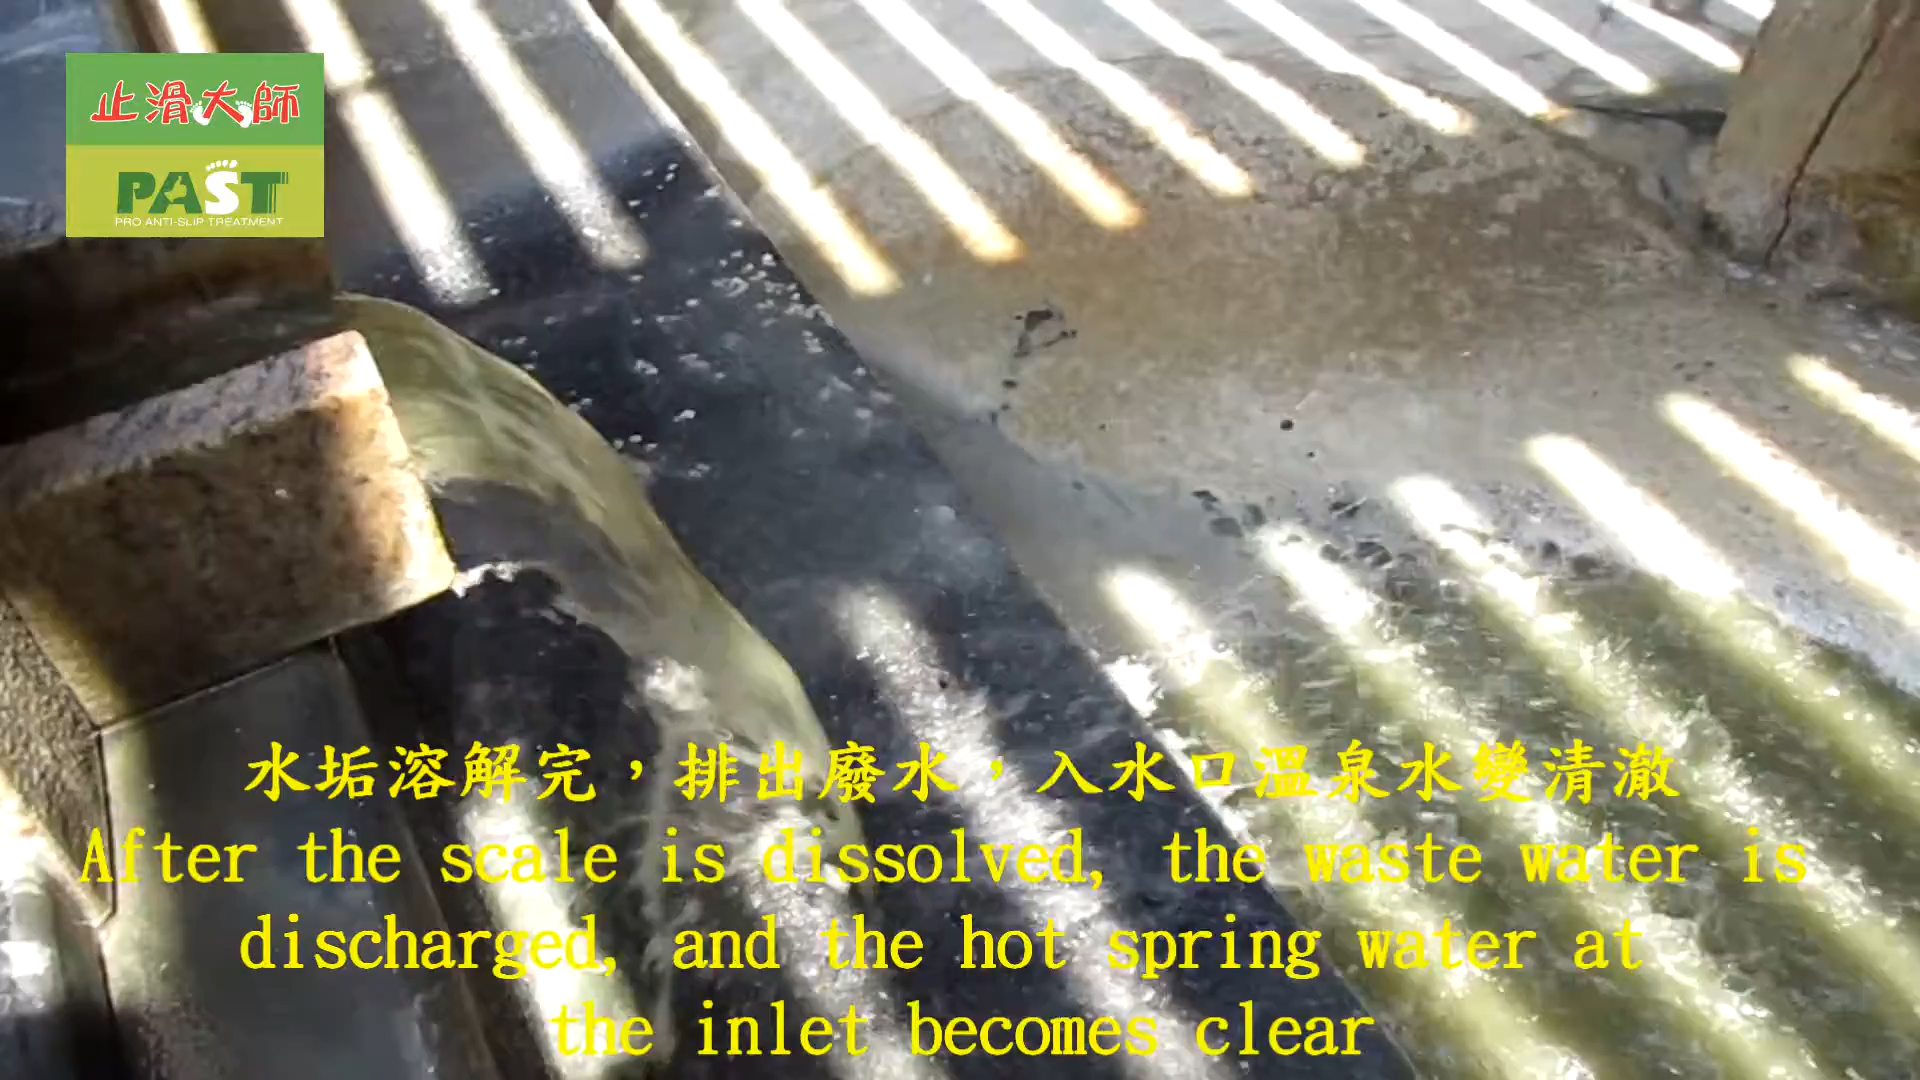 止滑大師
PAST
PRO ANTI-SLIP TREATMENT
水垢溶解完，排出廢水，入水口溫泉水變清澈
After the scale is dissolved, the waste water is
discharged, and the hot spring water at
the inlet becomes clear